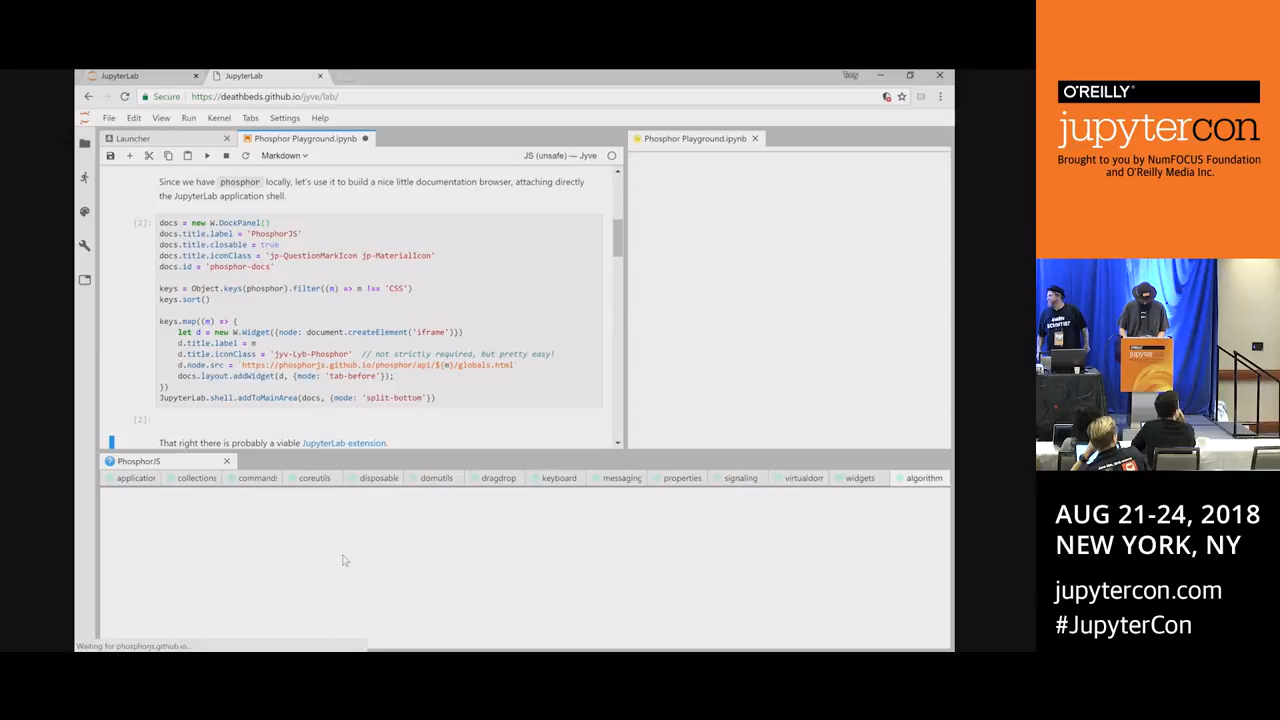 JupyterLab
JupyterLab
Tony
Secure
https://deathbeds.github.io/jyve/lab/
File Edit View Run Kernel Tabs Settings Help
Launcher
Phosphor Playground.ipynb
Phosphor Playground.ipynb
Markdown
JS (unsafe) — Jyve
Since we have phosphor locally, let's use it to build a nice little documentation browser, attaching directly
the JupyterLab application shell.
[2]:
docs = new W.DockPanel()
docs.title.label = 'PhosphorJS'
docs.title.closable = true
docs.title.iconClass = 'jp-QuestionMarkIcon jp-MaterialIcon'
docs.id = 'phosphor-docs'
keys = Object.keys(phosphor).filter((m) => m !== 'CSS')
keys.sort()
keys.map((m) => {
let d = new W.Widget({node: document.createElement('iframe')})
d.title.label = m
d.title.iconClass = 'jyv-Lyb-Phosphor' // not strictly required, but pretty easy!
d.node.src = `https://phosphorjs.github.io/phosphor/api/${m}/globals.html`
docs.layout.addWidget(d, {mode: 'tab-before'});
})
JupyterLab.shell.addToMainArea(docs, {mode: 'split-bottom'})
[2]:
That right there is probably a viable JupyterLab extension.
PhosphorJS
application collections commands coreutils disposable domutils dragdrop keyboard messaging properties signaling virtualdom widgets algorithm
Waiting for phosphorjs.github.io...
O'REILLY®
jupytercon
Brought to you by NumFOCUS Foundation
and O'Reilly Media Inc.
SCIENTIST
O'REILLY
jupytercon
AUG 21-24, 2018
NEW YORK, NY
jupytercon.com
#JupyterCon